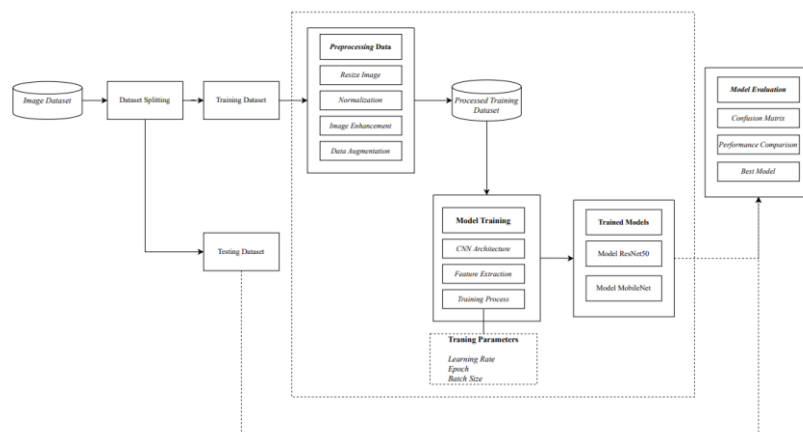 Image Dataset
Dataset Splitting
Training Dataset
Testing Dataset
Preprocessing Data
Resize Image
Normalization
Image Enhancement
Data Augmentation
Processed Training
Dataset
Model Training
CNN Architecture
Feature Extraction
Training Process
Traning Parameters
Learning Rate
Epoch
Batch Size
Trained Models
Model ResNet50
Model MobileNet
Model Evaluation
Confusion Matrix
Performance Comparison
Best Model